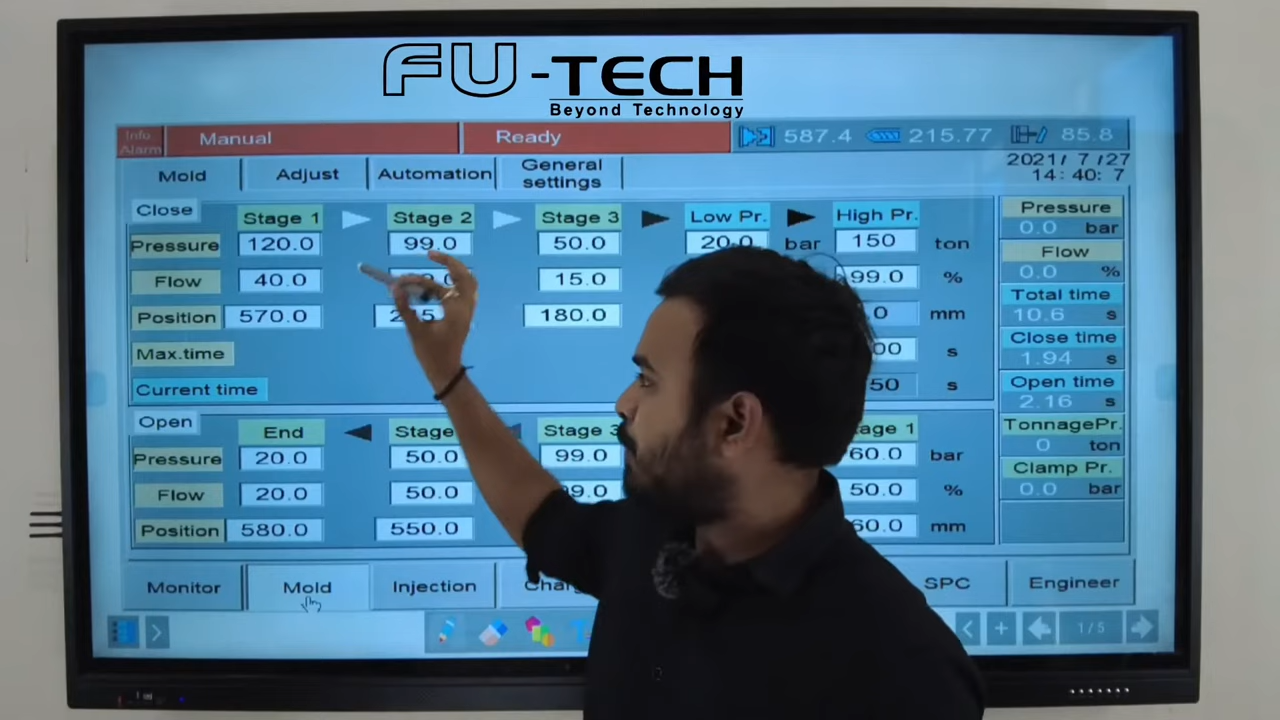 FU-TECH
Beyond Technology
Info Alarm Manual Ready 587.4 215.77 85.8
2021/ 7 /27
14: 40: 7
Mold Adjust Automation General settings
Close Stage 1 Stage 2 Stage 3 Low Pr. High Pr.
Pressure 120.0 99.0 50.0 20.0 bar 150 ton
Flow 40.0 15.0 99.0 %
Position 570.0 180.0 mm
Max.time s
Current time s
Open End Stage Stage
Pressure 20.0 50.0 99.0 60.0 bar
Flow 20.0 50.0 50.0 %
Position 580.0 550.0 mm
Pressure
0.0 bar
Flow
0.0 %
Total time
10.6 s
Close time
1.94 s
Open time
2.16 s
TonnagePr.
0 ton
Clamp Pr.
0.0 bar
Monitor Mold Injection SPC Engineer
1/5